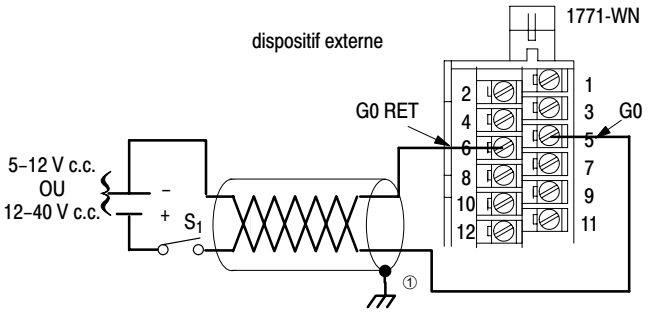 1771-WN
dispositif externe
1
2
3
G0 RET
4
G0
5
6
5–12 V c.c.
OU
12–40 V c.c.
–
+
S1
7
8
9
10
11
12
①